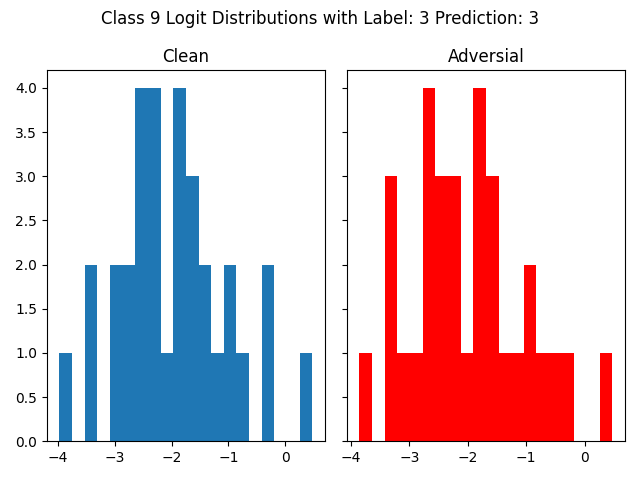 Class 9 Logit Distributions with Label: 3 Prediction: 3
Clean
Adversial
4.0
3.5
3.0
2.5
2.0
1.5
1.0
0.5
0.0
−4 −3 −2 −1 0
−4 −3 −2 −1 0